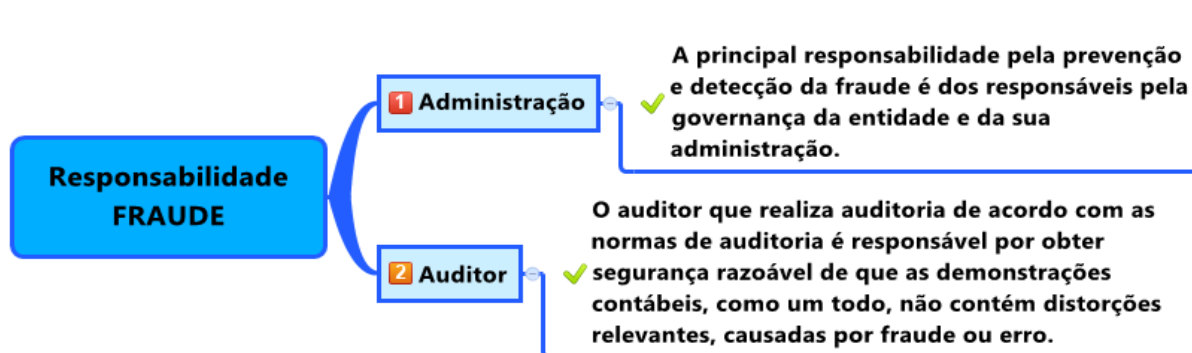 Responsabilidade
FRAUDE
1 Administração
A principal responsabilidade pela prevenção
e detecção da fraude é dos responsáveis pela
governança da entidade e da sua
administração.
2 Auditor
O auditor que realiza auditoria de acordo com as
normas de auditoria é responsável por obter
segurança razoável de que as demonstrações
contábeis, como um todo, não contém distorções
relevantes, causadas por fraude ou erro.